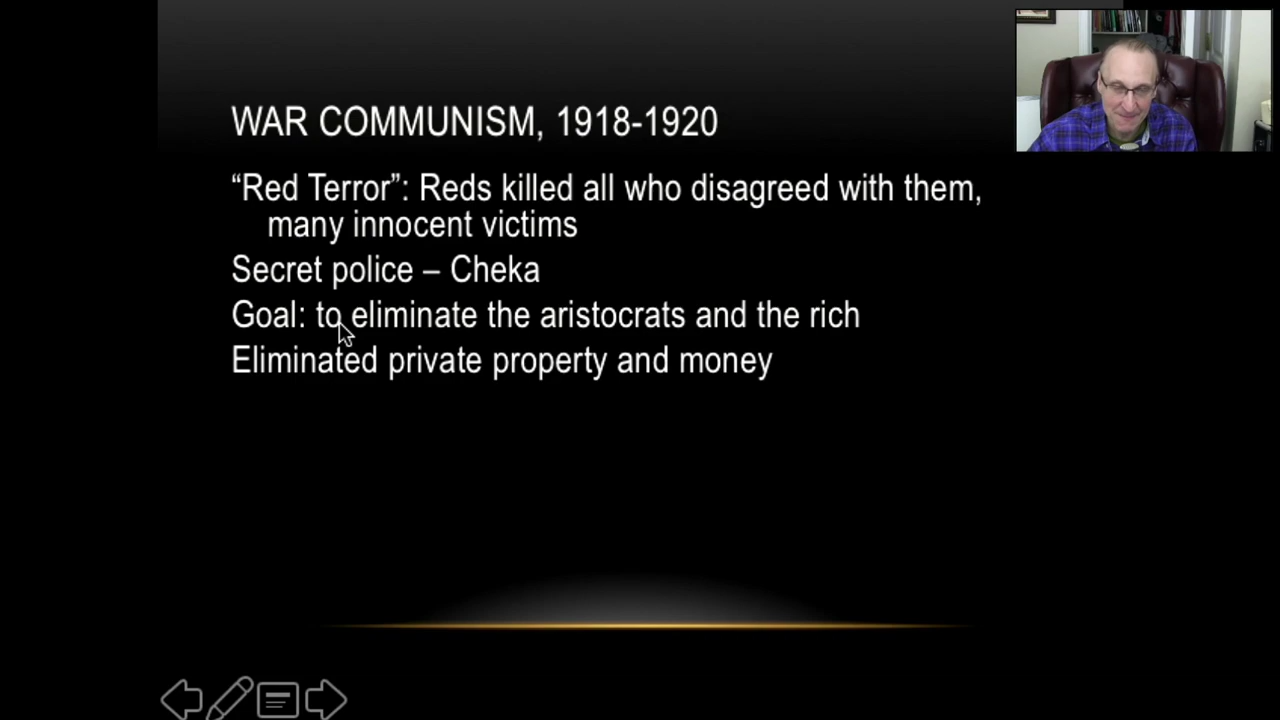 WAR COMMUNISM, 1918-1920
“Red Terror”: Reds killed all who disagreed with them,
many innocent victims
Secret police – Cheka
Goal: to eliminate the aristocrats and the rich
Eliminated private property and money